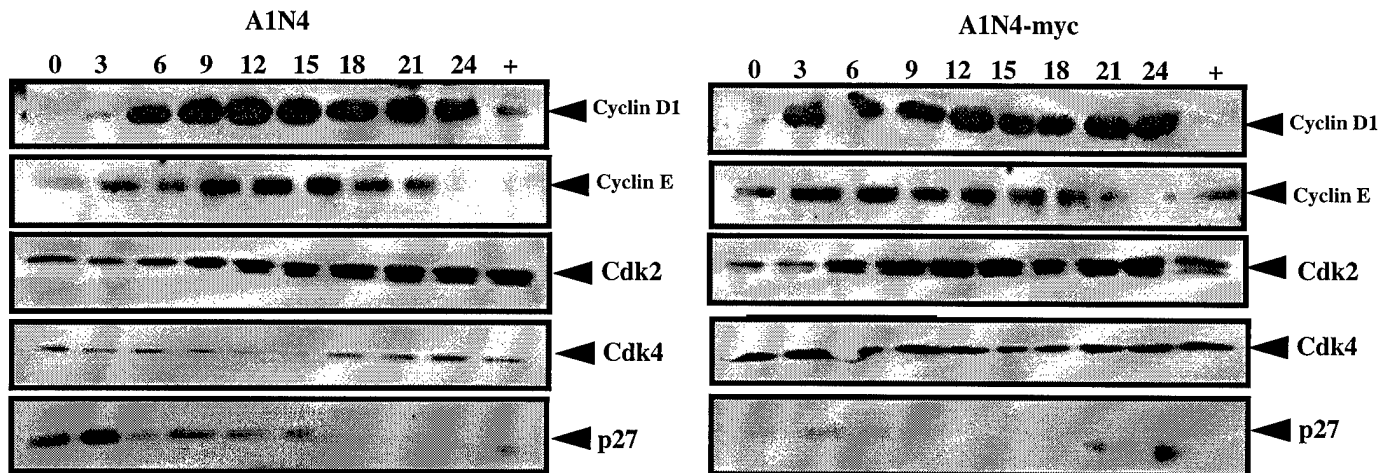 A1N4
0 3 6 9 12 15 18 21 24 +
Cyclin D1
Cyclin E
Cdk2
Cdk4
p27
A1N4-myc
0 3 6 9 12 15 18 21 24 +
Cyclin D1
Cyclin E
Cdk2
Cdk4
p27